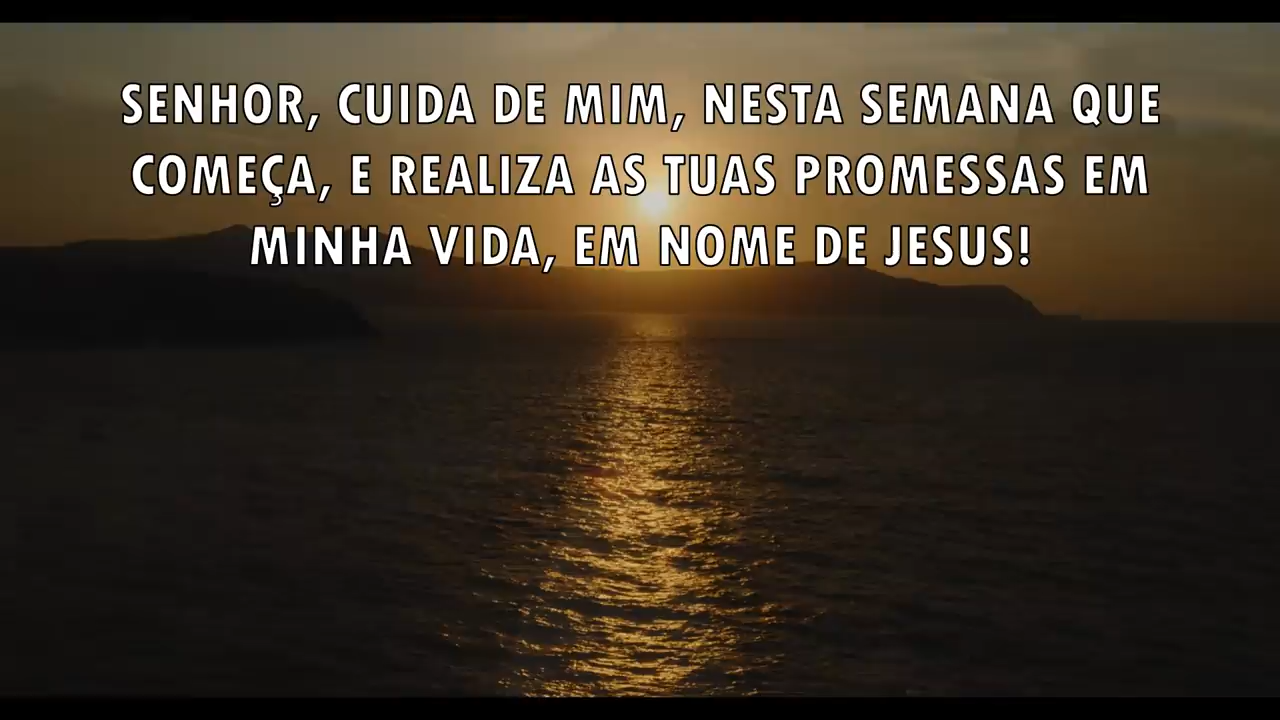 SENHOR, CUIDA DE MIM, NESTA SEMANA QUE
COMEÇA, E REALIZA AS TUAS PROMESSAS EM
MINHA VIDA, EM NOME DE JESUS!